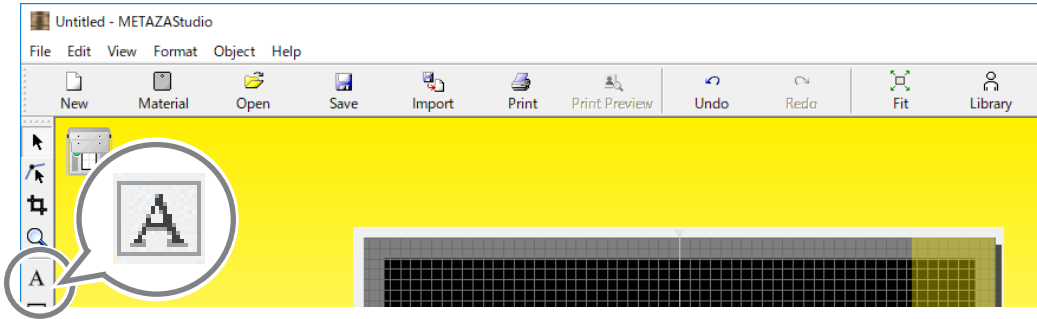 Untitled - METAZAStudio
File Edit View Format Object Help
New Material Open Save Import Print Print Preview Undo Redo Fit Library
A
A